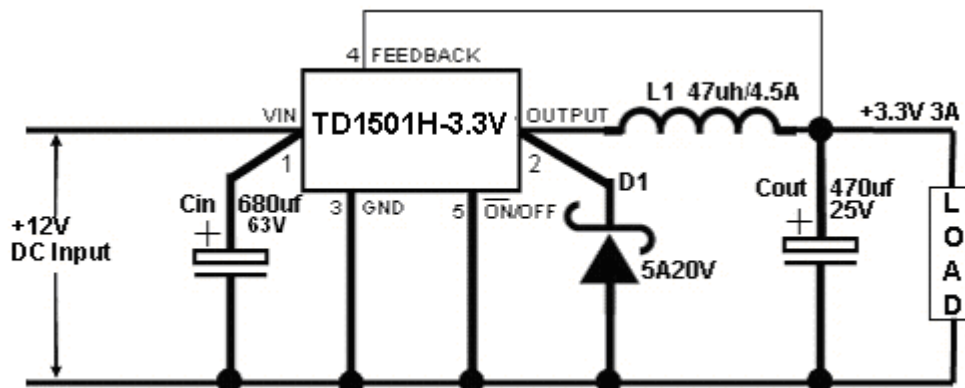 4 FEEDBACK
VIN
TD1501H-3.3V
OUTPUT
L1 47uh/4.5A
+3.3V 3A
1
2
D1
Cin
680uf
63V
+
3 GND
5 ON/OFF
Cout
470uf
25V
+
+12V
DC Input
5A20V
LOAD